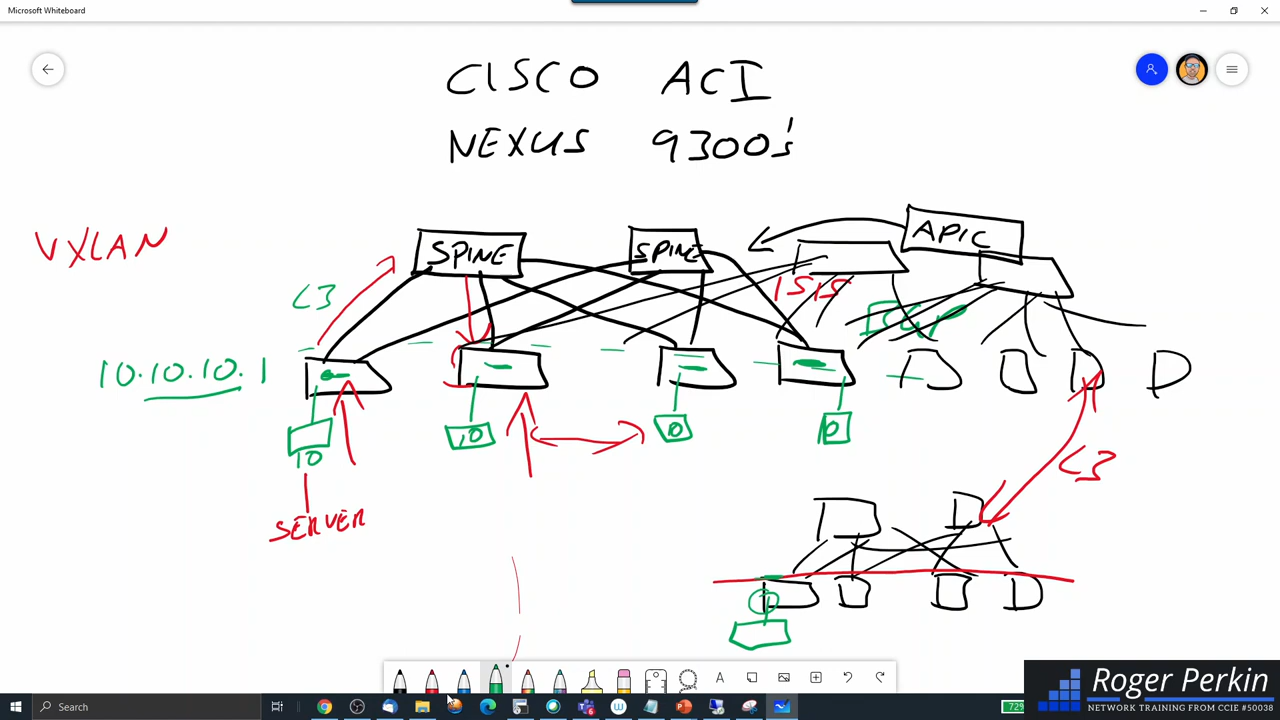 Microsoft Whiteboard
CISCO ACI
NEXUS 9300's
VXLAN
SPINE
SPINE
APIC
ISIS
L3
10.10.10.1
10
10
10
SERVER
L3
A
Search
72%
Roger Perkin
NETWORK TRAINING FROM CCIE #50038